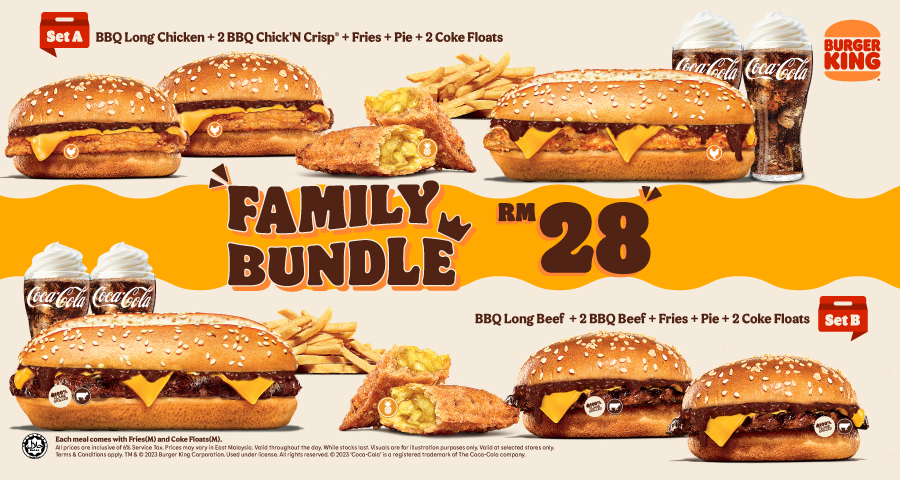 Set A
BBQ Long Chicken + 2 BBQ Chick'N Crisp® + Fries + Pie + 2 Coke Floats
BURGER
KING
Coca-Cola Coca-Cola
FAMILY
BUNDLE
RM 28
Coca-Cola Coca-Cola
BBQ Long Beef + 2 BBQ Beef + Fries + Pie + 2 Coke Floats
Set B
Each meal comes with Fries(M) and Coke Floats(M).
All prices are inclusive of 6% Service Tax. Prices may vary in East Malaysia. Valid throughout the day. While stocks last. Visuals are for illustration purposes only. Valid at selected stores only.
Terms & Conditions apply. TM & © 2023 Burger King Corporation. Used under license. All rights reserved. © 2023 'Coca-Cola' is a registered trademark of The Coca-Cola company.